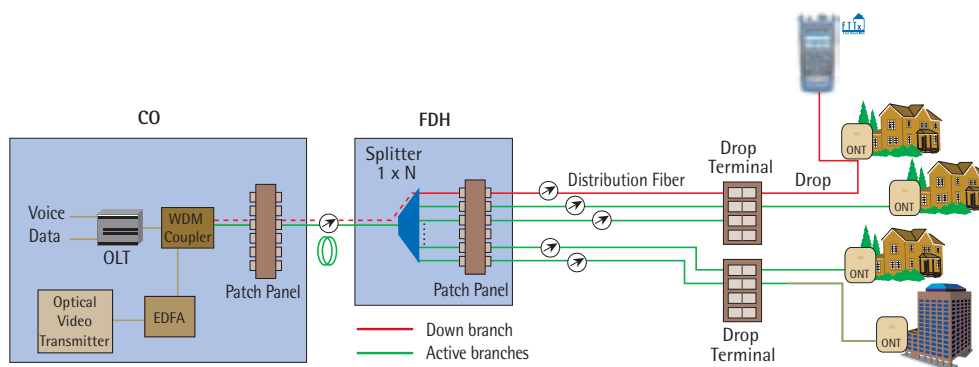 CO
Voice
Data
OLT
WDM
Coupler
Optical
Video
Transmitter
EDFA
Patch Panel
FDH
Splitter
1 x N
Patch Panel
Down branch
Active branches
Distribution Fiber
Drop
Terminal
Drop
Drop
Terminal
FTTx
ONT
ONT
ONT
ONT